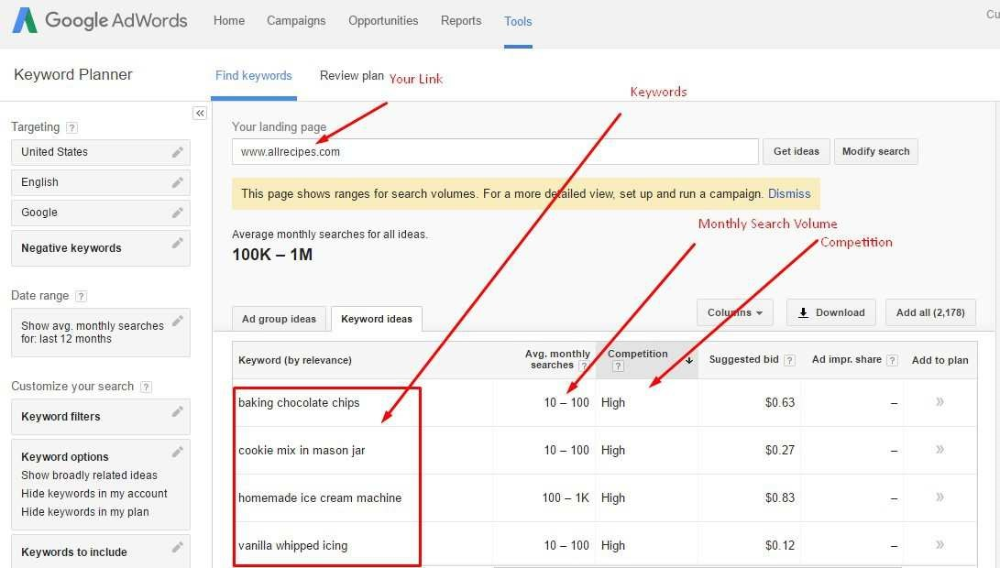 Google AdWords Home Campaigns Opportunities Reports Tools Cu
Keyword Planner Find keywords Review plan Your Link
Keywords
«
Targeting ?
United States
English
Google
Negative keywords
Date range ?
Show avg. monthly searches
for: last 12 months
Customize your search ?
Keyword filters
Keyword options
Show broadly related ideas
Hide keywords in my account
Hide keywords in my plan
Keywords to include
Your landing page
www.allrecipes.com Get ideas Modify search
This page shows ranges for search volumes. For a more detailed view, set up and run a campaign. Dismiss
Monthly Search Volume
Competition
Average monthly searches for all ideas.
100K – 1M
Ad group ideas Keyword ideas Columns Download Add all (2,178)
Keyword (by relevance) Avg. monthly searches ? Competition ? Suggested bid ? Ad impr. share ? Add to plan
baking chocolate chips 10 – 100 High $0.63 – »
cookie mix in mason jar 10 – 100 High $0.27 – »
homemade ice cream machine 100 – 1K High $0.83 – »
vanilla whipped icing 10 – 100 High $0.12 – »